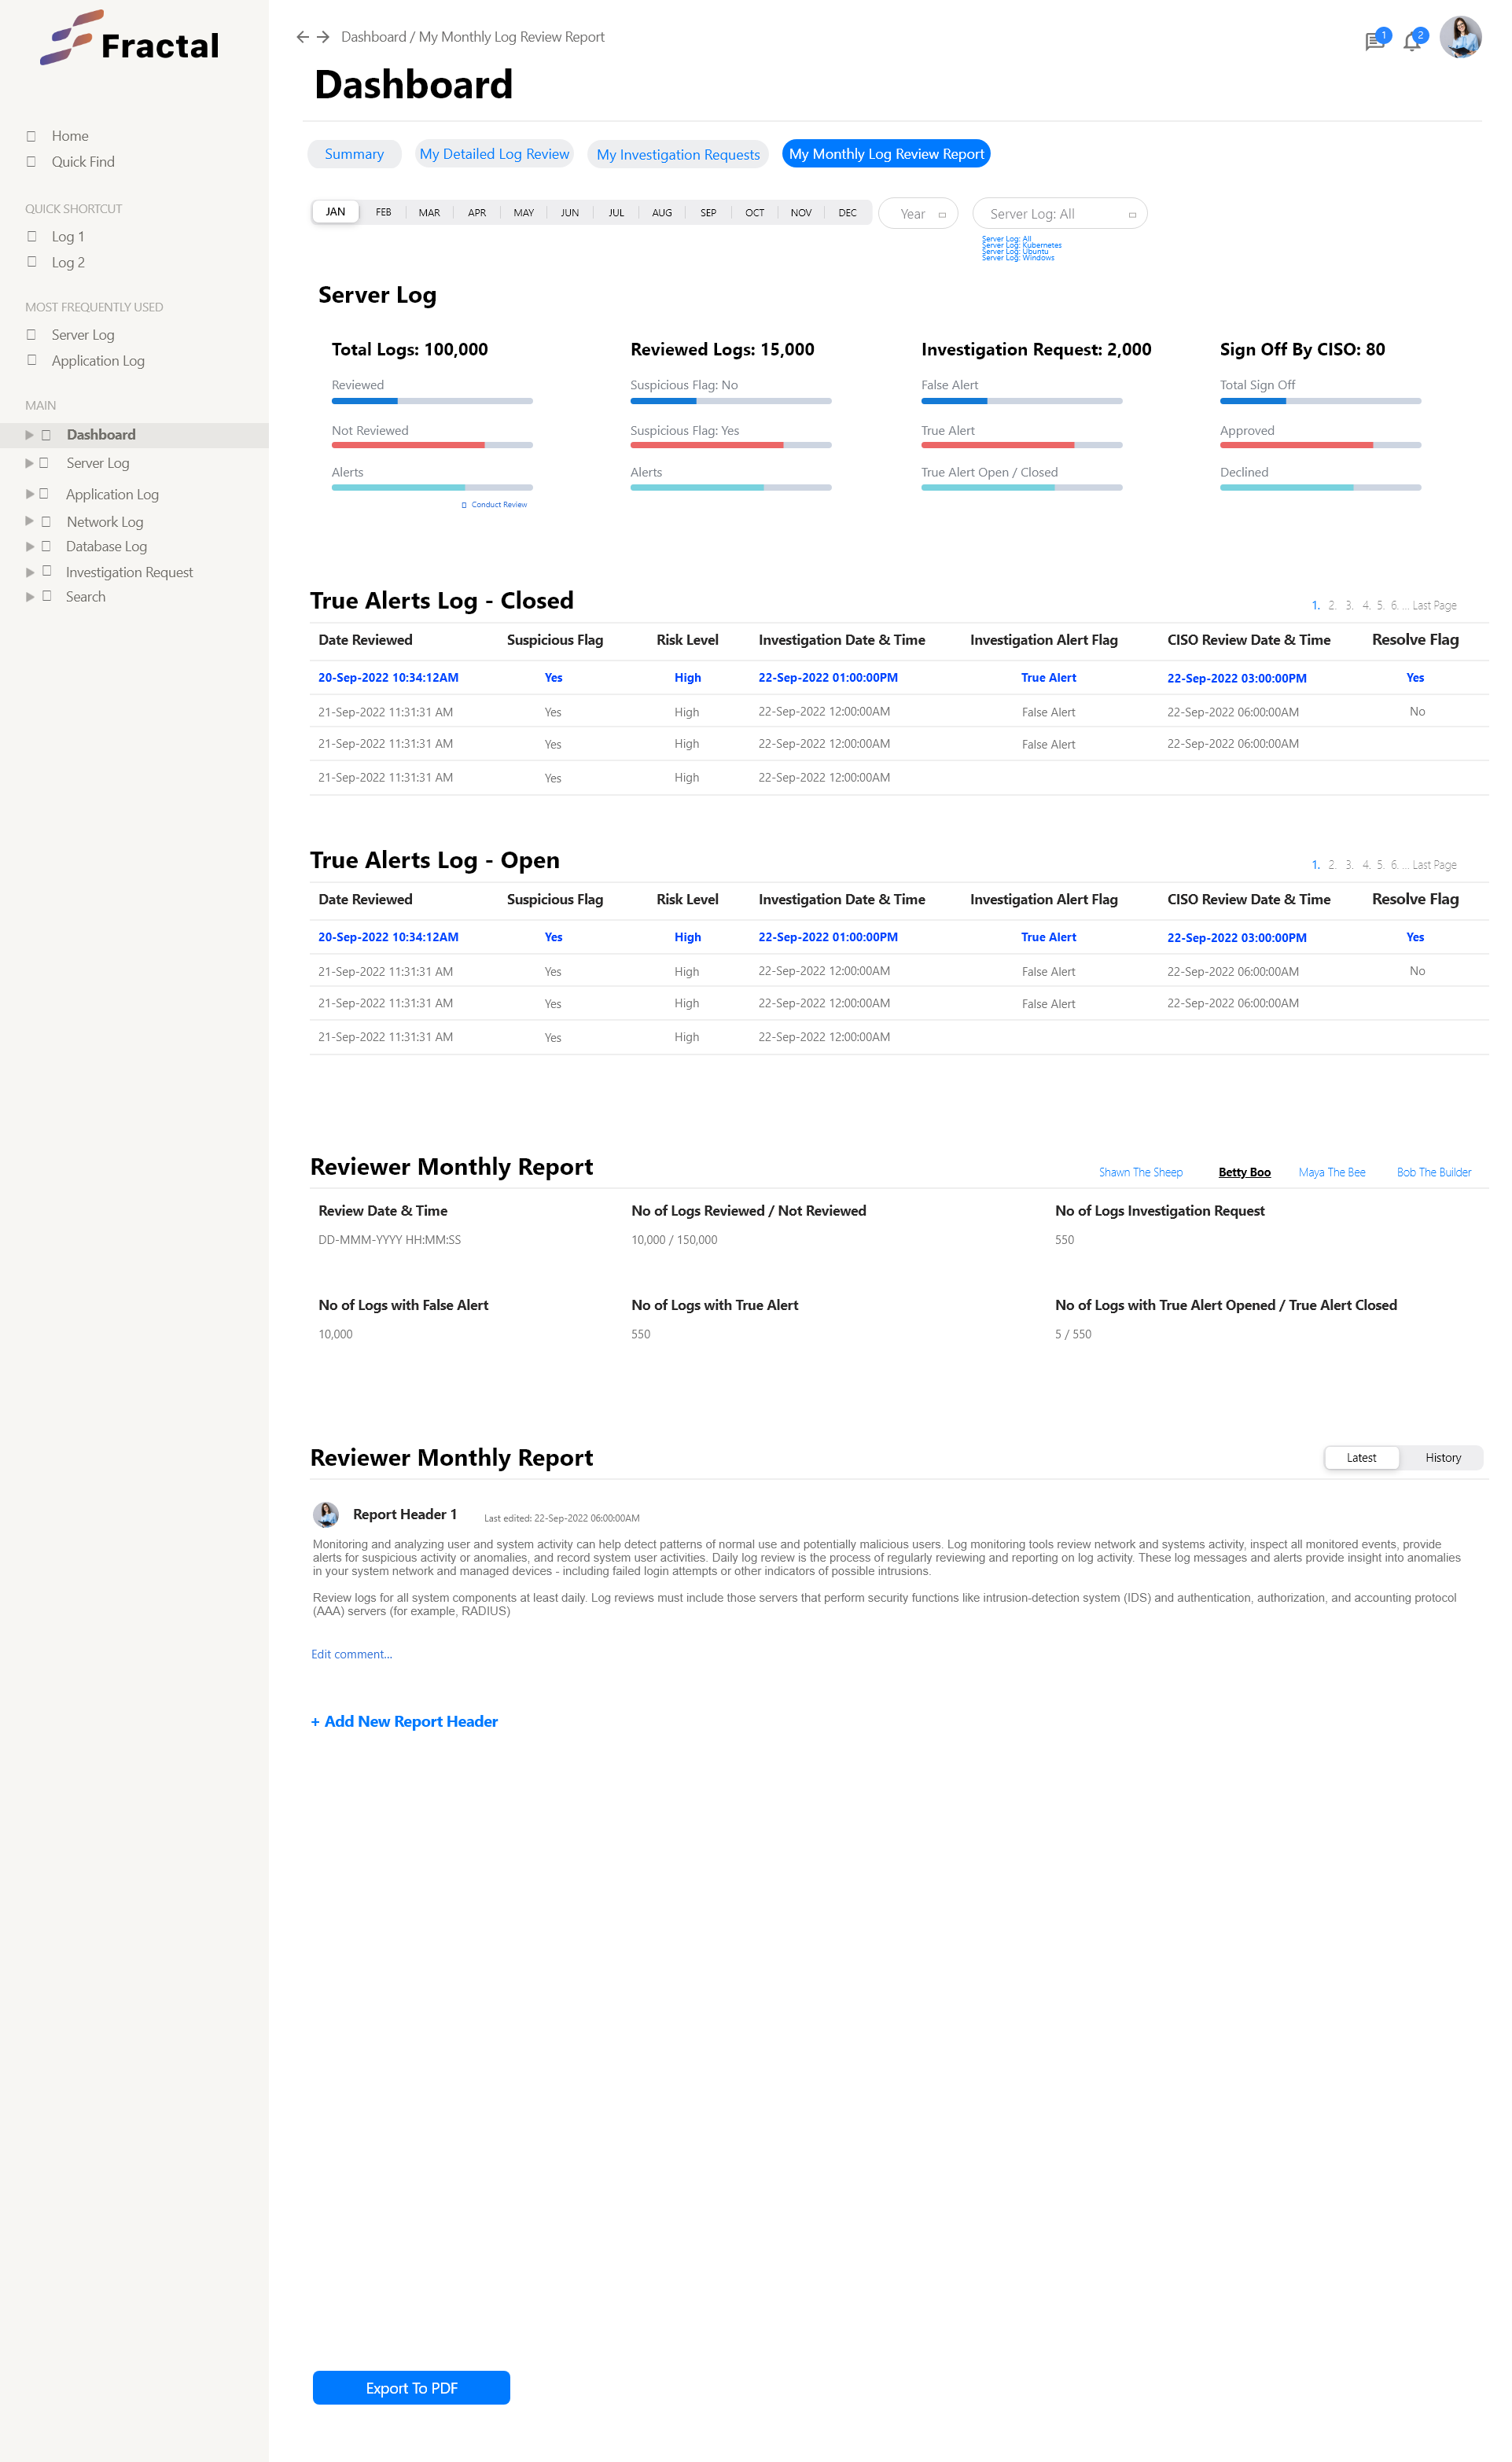 Fractal
Home
Quick Find
QUICK SHORTCUT
Log 1
Log 2
MOST FREQUENTLY USED
Server Log
Application Log
MAIN
Dashboard
Server Log
Application Log
Network Log
Database Log
Investigation Request
Search
Dashboard / My Monthly Log Review Report
1 2
Dashboard
Summary My Detailed Log Review My Investigation Requests My Monthly Log Review Report
JAN FEB MAR APR MAY JUN JUL AUG SEP OCT NOV DEC Year Server Log: All
Server Log: All
Server Log: Kubernetes
Server Log: Ubuntu
Server Log: Windows
Server Log
Total Logs: 100,000 Reviewed Logs: 15,000 Investigation Request: 2,000 Sign Off By CISO: 80
Reviewed Suspicious Flag: No False Alert Total Sign Off
Not Reviewed Suspicious Flag: Yes True Alert Approved
Alerts Alerts True Alert Open / Closed Declined
Conduct Review
True Alerts Log - Closed 1. 2. 3. 4. 5. 6. ... Last Page
Date Reviewed Suspicious Flag Risk Level Investigation Date & Time Investigation Alert Flag CISO Review Date & Time Resolve Flag
20-Sep-2022 10:34:12AM Yes High 22-Sep-2022 01:00:00PM True Alert 22-Sep-2022 03:00:00PM Yes
21-Sep-2022 11:31:31 AM Yes High 22-Sep-2022 12:00:00AM False Alert 22-Sep-2022 06:00:00AM No
21-Sep-2022 11:31:31 AM Yes High 22-Sep-2022 12:00:00AM False Alert 22-Sep-2022 06:00:00AM
21-Sep-2022 11:31:31 AM Yes High 22-Sep-2022 12:00:00AM
True Alerts Log - Open 1. 2. 3. 4. 5. 6. ... Last Page
Date Reviewed Suspicious Flag Risk Level Investigation Date & Time Investigation Alert Flag CISO Review Date & Time Resolve Flag
20-Sep-2022 10:34:12AM Yes High 22-Sep-2022 01:00:00PM True Alert 22-Sep-2022 03:00:00PM Yes
21-Sep-2022 11:31:31 AM Yes High 22-Sep-2022 12:00:00AM False Alert 22-Sep-2022 06:00:00AM No
21-Sep-2022 11:31:31 AM Yes High 22-Sep-2022 12:00:00AM False Alert 22-Sep-2022 06:00:00AM
21-Sep-2022 11:31:31 AM Yes High 22-Sep-2022 12:00:00AM
Reviewer Monthly Report Shawn The Sheep Betty Boo Maya The Bee Bob The Builder
Review Date & Time No of Logs Reviewed / Not Reviewed No of Logs Investigation Request
DD-MMM-YYYY HH:MM:SS 10,000 / 150,000 550
No of Logs with False Alert No of Logs with True Alert No of Logs with True Alert Opened / True Alert Closed
10,000 550 5 / 550
Reviewer Monthly Report Latest History
Report Header 1 Last edited: 22-Sep-2022 06:00:00AM
Monitoring and analyzing user and system activity can help detect patterns of normal use and potentially malicious users. Log monitoring tools review network and systems activity, inspect all monitored events, provide
alerts for suspicious activity or anomalies, and record system user activities. Daily log review is the process of regularly reviewing and reporting on log activity. These log messages and alerts provide insight into anomalies
in your system network and managed devices - including failed login attempts or other indicators of possible intrusions.
Review logs for all system components at least daily. Log reviews must include those servers that perform security functions like intrusion-detection system (IDS) and authentication, authorization, and accounting protocol
(AAA) servers (for example, RADIUS)
Edit comment...
+ Add New Report Header
Export To PDF